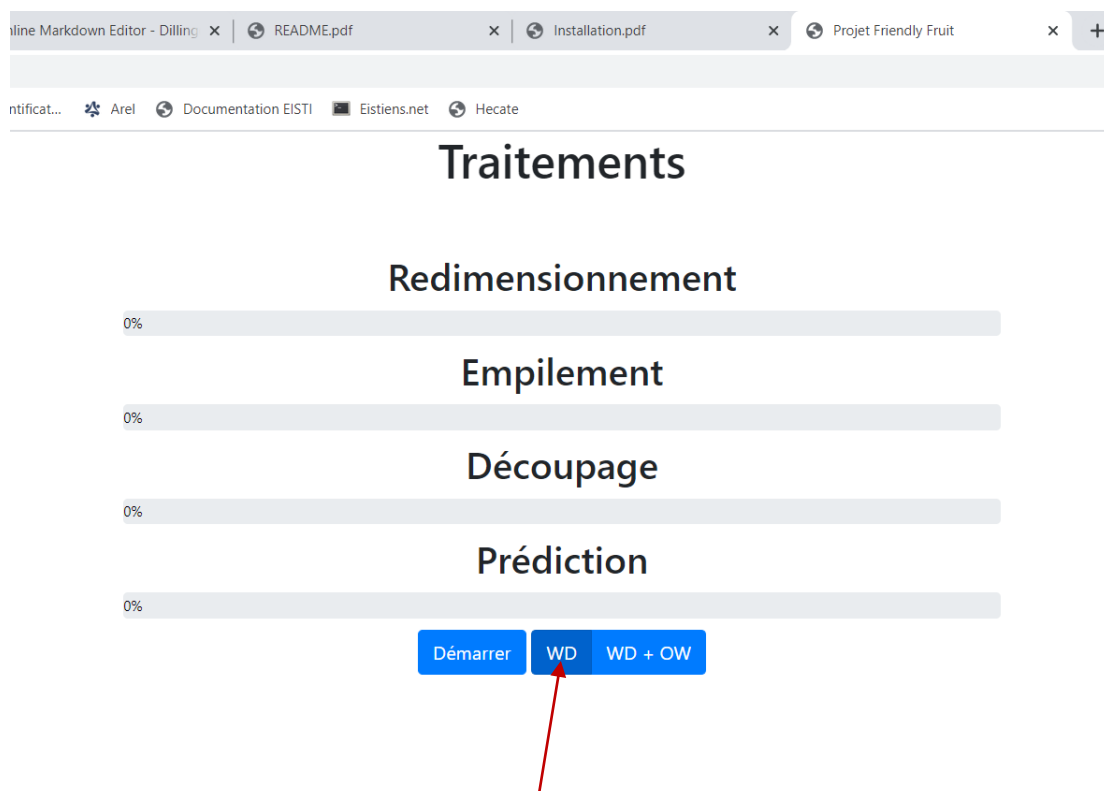 nline Markdown Editor - Dilling README.pdf Installation.pdf Projet Friendly Fruit
ntificat... Arel Documentation EISTI Eistiens.net Hecate
Traitements
Redimensionnement
0%
Empilement
0%
Découpage
0%
Prédiction
0%
Démarrer WD WD + OW